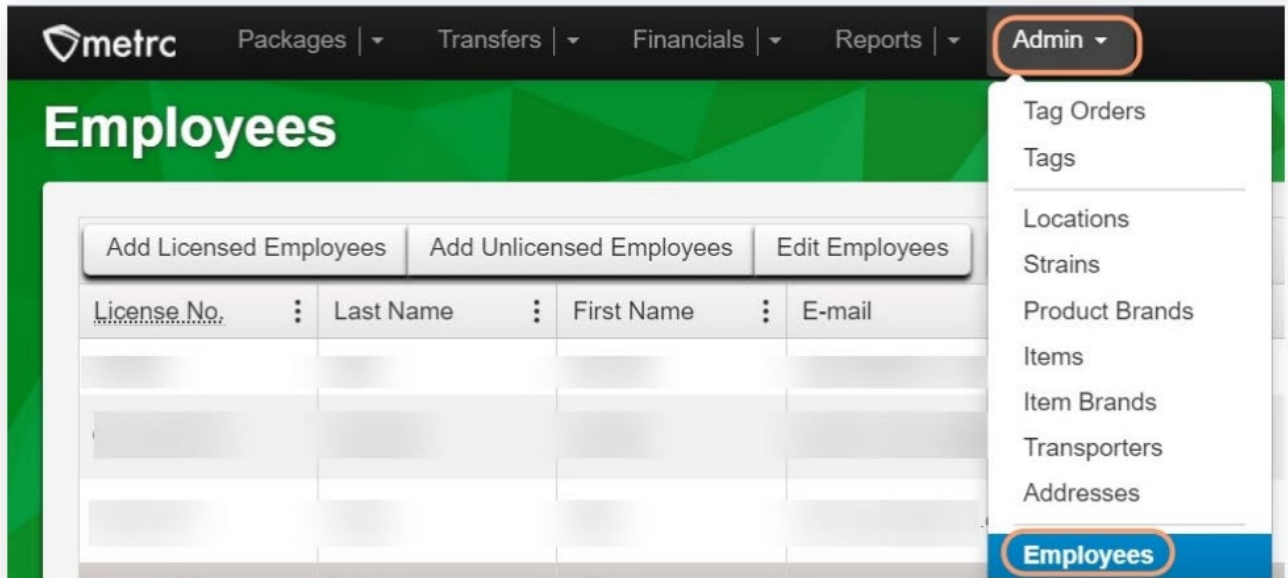 metrc Packages | Transfers | Financials | Reports | Admin
Employees
Tag Orders
Tags
Locations
Strains
Product Brands
Items
Item Brands
Transporters
Addresses
Employees
Add Licensed Employees Add Unlicensed Employees Edit Employees
License No. Last Name First Name E-mail